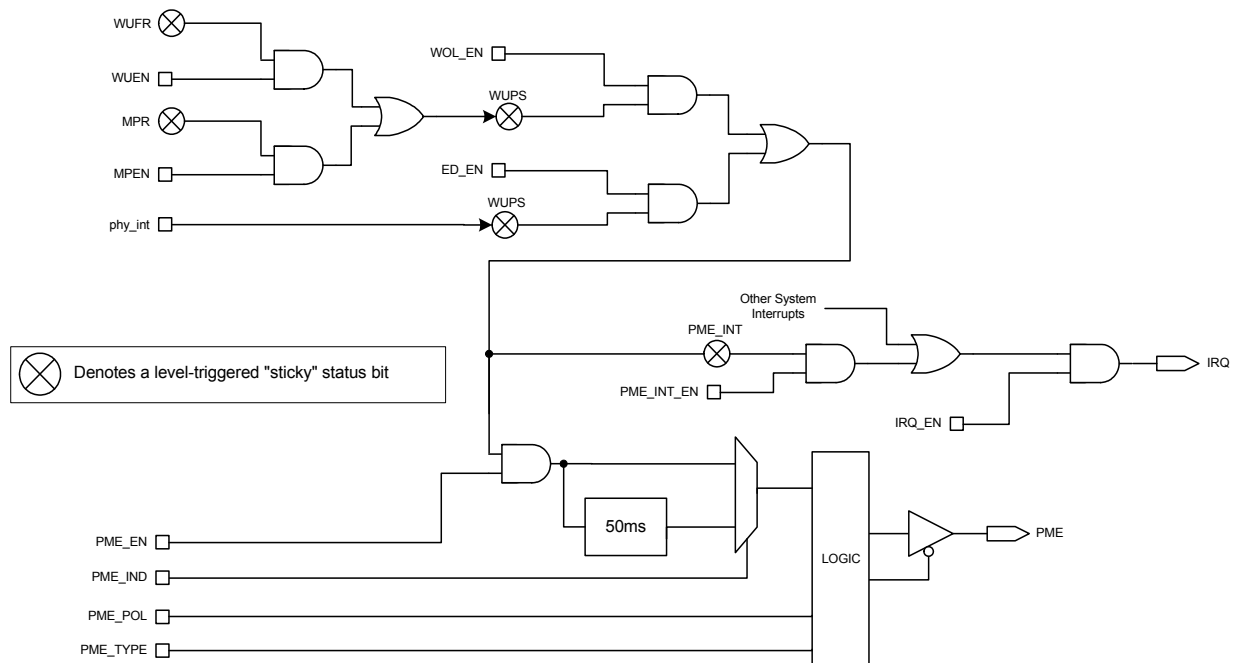 WUFR
WUEN
MPR
MPEN
phy_int
WOL_EN
WUPS
ED_EN
WUPS
Other System
Interrupts
PME_INT
PME_INT_EN
IRQ
IRQ_EN
Denotes a level-triggered "sticky" status bit
50ms
LOGIC
PME
PME_EN
PME_IND
PME_POL
PME_TYPE